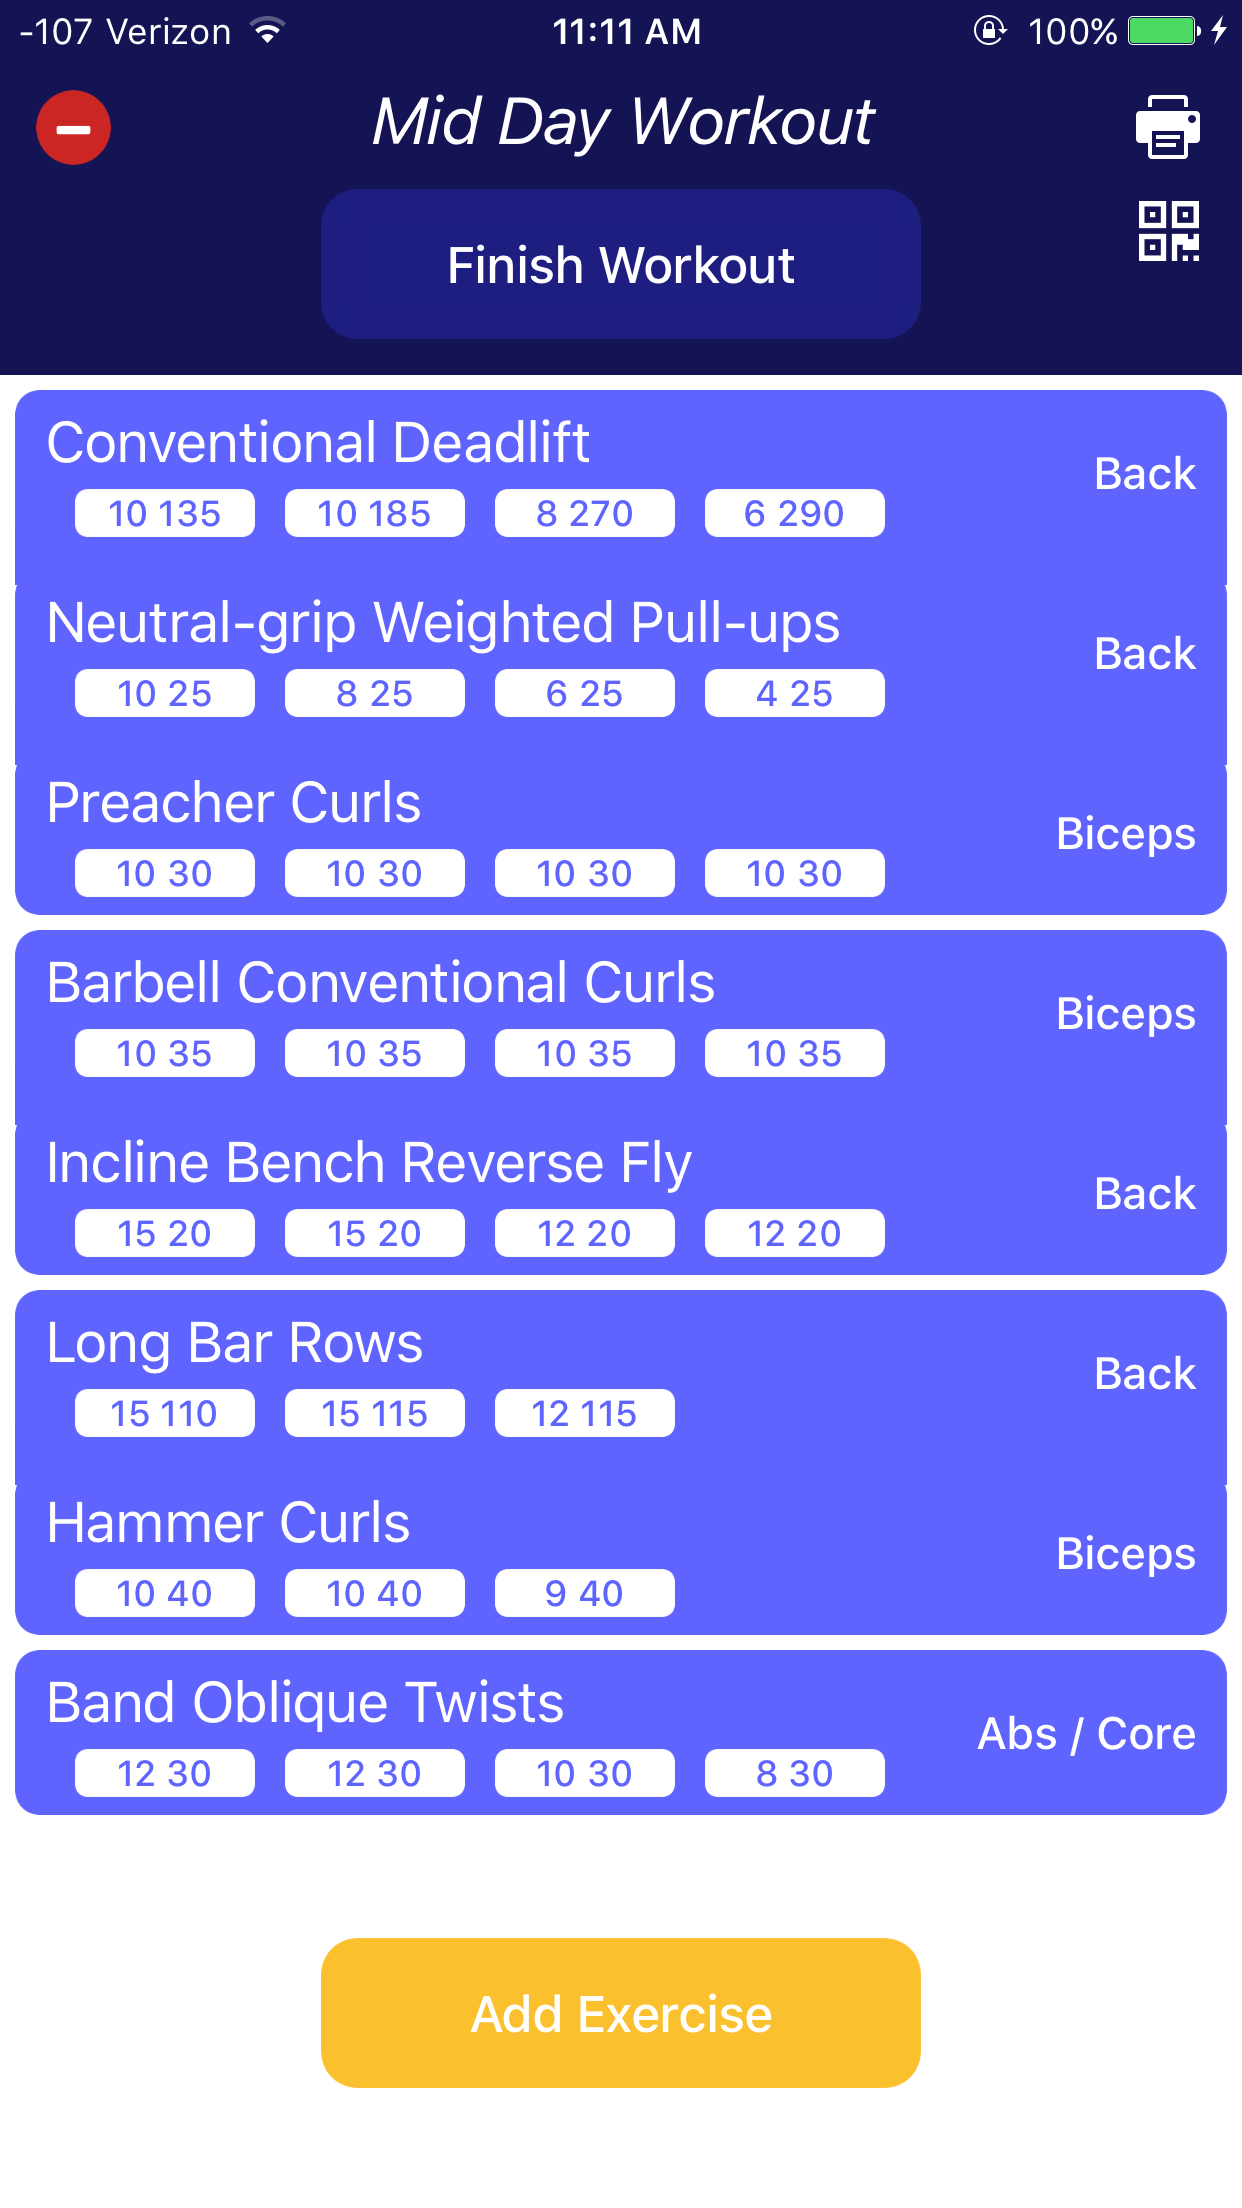 -107 Verizon 11:11 AM 100%
Mid Day Workout
Finish Workout
Conventional Deadlift
Back
10 135 10 185 8 270 6 290
Neutral-grip Weighted Pull-ups
Back
10 25 8 25 6 25 4 25
Preacher Curls
Biceps
10 30 10 30 10 30 10 30
Barbell Conventional Curls
Biceps
10 35 10 35 10 35 10 35
Incline Bench Reverse Fly
Back
15 20 15 20 12 20 12 20
Long Bar Rows
Back
15 110 15 115 12 115
Hammer Curls
Biceps
10 40 10 40 9 40
Band Oblique Twists
Abs / Core
12 30 12 30 10 30 8 30
Add Exercise